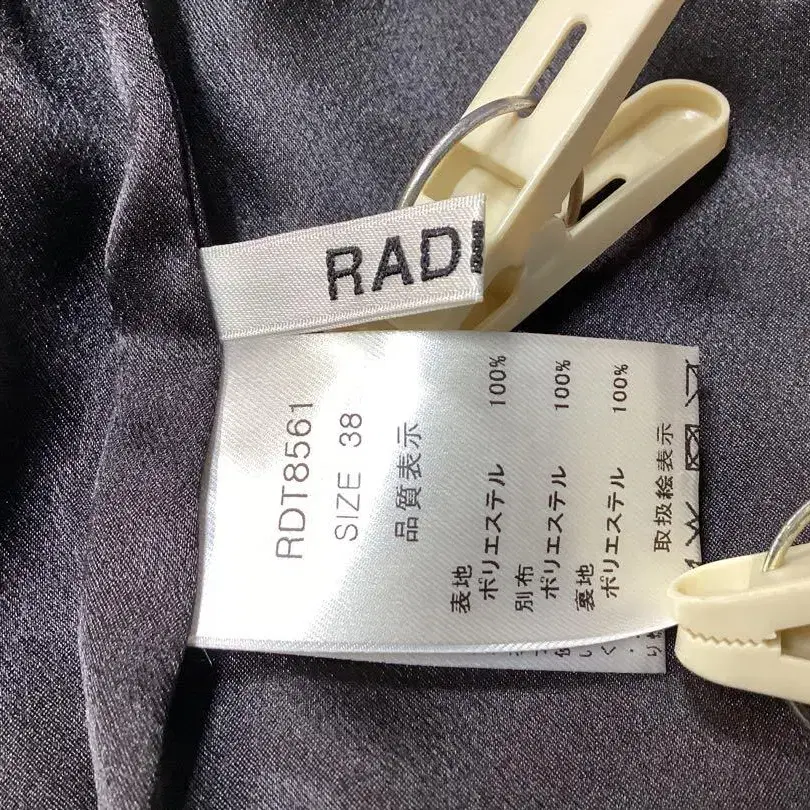 RAD
RDT8561
SIZE 38
品質表示
表地
ポリエステル 100%
別布
ポリエステル 100%
裏地
ポリエステル 100%
取扱絵表示